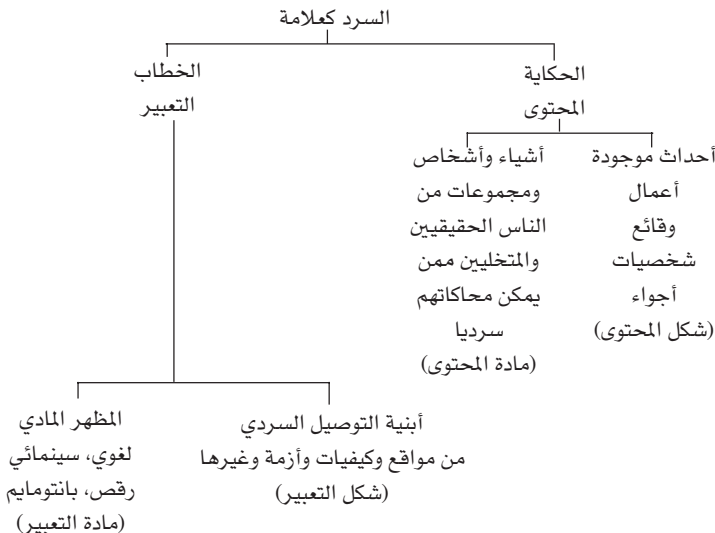 السرد كعلامة
الحكاية
المحتوى
أحداث موجودة
أعمال
وقائع
شخصيات
أجواء
(شكل المحتوى)
أشياء وأشخاص
ومجموعات من
الناس الحقيقيين
والمتخليين ممن
يمكن محاكاتهم
سرديا
(مادة المحتوى)
الخطاب
التعبير
أبنية التوصيل السردي
من مواقع وكيفيات وأزمة وغيرها
(شكل التعبير)
المظهر المادي
لغوي، سينمائي
رقص، بانتومايم
(مادة التعبير)